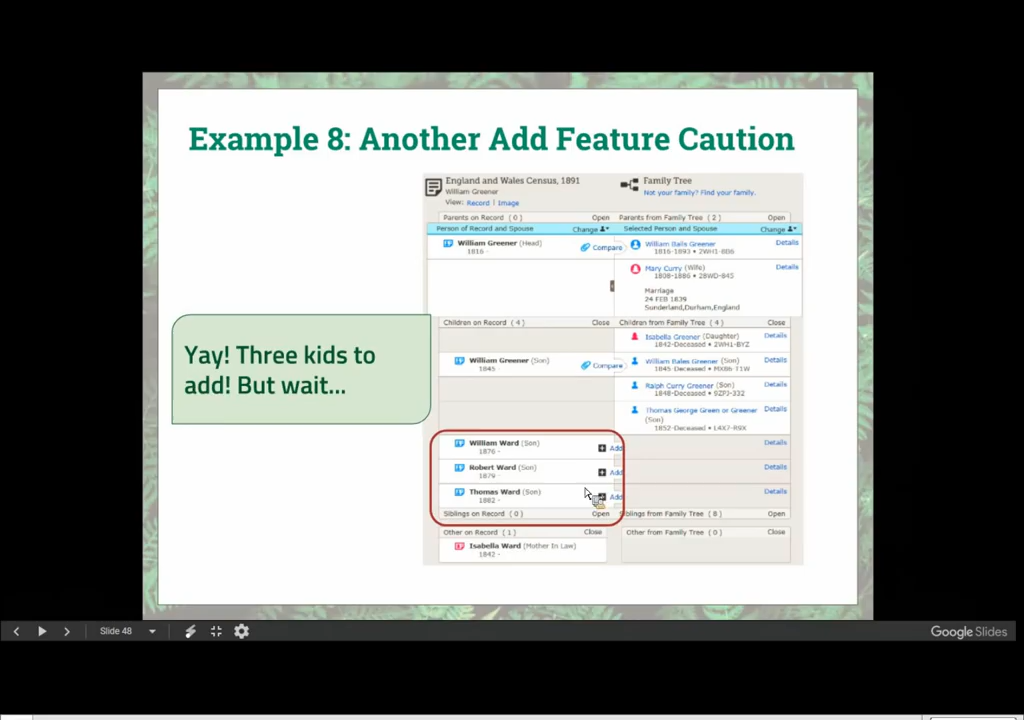 Example 8: Another Add Feature Caution
England and Wales Census, 1891
William Greener
View: Record | Image
Family Tree
Not your family? Find your family.
Parents on Record ( 0 ) Open Parents from Family Tree ( 2 ) Open
Person of Record and Spouse Change Selected Person and Spouse Change
William Greener (Head)
1816 -
Compare
William Bails Greener
1816-1893 • 2WH1-BB6
Details
Mary Curry (Wife)
1808-1886 • 28WD-845
Details
Marriage
24 FEB 1839
Sunderland,Durham,England
Children on Record ( 4 ) Close Children from Family Tree ( 4 ) Close
Isabella Greener (Daughter)
1842-Deceased • 2WH1-BYZ
Details
William Greener (Son)
1845 -
Compare
William Bales Greener (Son)
1845-Deceased • MX86-T1W
Details
Ralph Curry Greener (Son)
1848-Deceased • SZPJ-332
Details
Thomas George Green or Greener
(Son)
1852-Deceased • L4X7-R9X
Details
Yay! Three kids to
add! But wait...
William Ward (Son)
1876 -
Add
Details
Robert Ward (Son)
1879 -
Add
Details
Thomas Ward (Son)
1882 -
Add
Details
Siblings on Record ( 0 ) Open Siblings from Family Tree ( 8 ) Open
Other on Record ( 1 ) Close Other from Family Tree ( 0 ) Close
Isabella Ward (Mother In Law)
1842 -
Slide 48
Google Slides